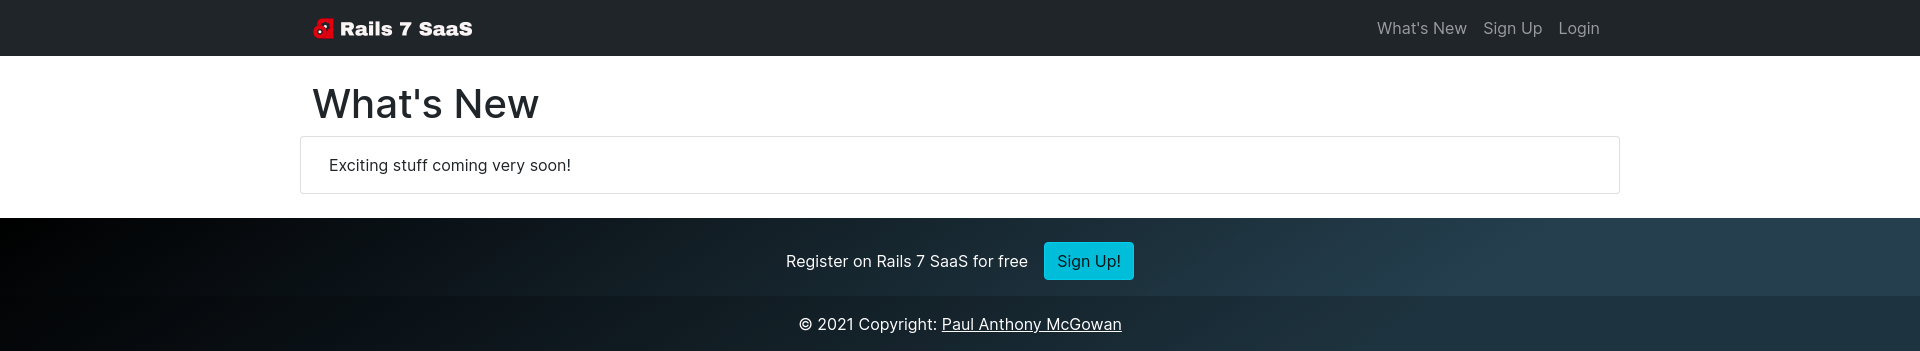 Rails 7 SaaS What's New Sign Up Login
What's New
Exciting stuff coming very soon!
Register on Rails 7 SaaS for free Sign Up!
© 2021 Copyright: Paul Anthony McGowan